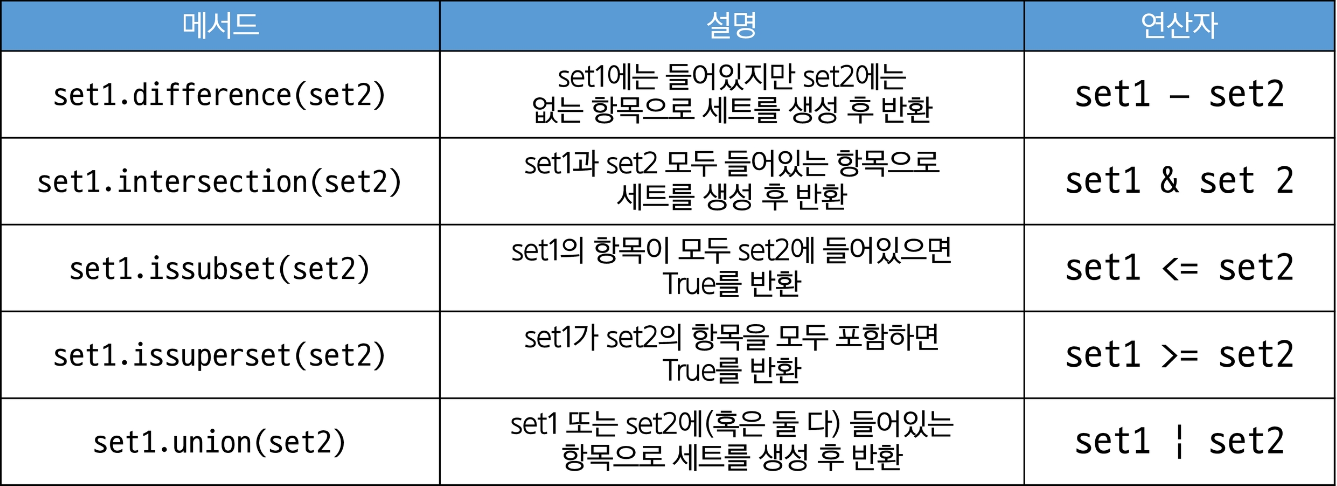 메서드 설명 연산자
set1.difference(set2)
set1에는 들어있지만 set2에는
없는 항목으로 세트를 생성 후 반환
set1 – set2
set1.intersection(set2)
set1과 set2 모두 들어있는 항목으로
세트를 생성 후 반환
set1 & set 2
set1.issubset(set2)
set1의 항목이 모두 set2에 들어있으면
True를 반환
set1 <= set2
set1.issuperset(set2)
set1가 set2의 항목을 모두 포함하면
True를 반환
set1 >= set2
set1.union(set2)
set1 또는 set2에(혹은 둘 다) 들어있는
항목으로 세트를 생성 후 반환
set1 ¦ set2